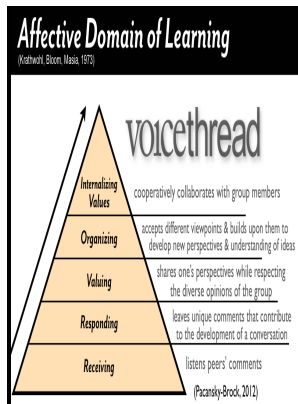 Affective Domain of Learning
(Krathwohl, Bloom, Masia, 1973)
voicethread
Internalizing
Values
cooperatively collaborates with group members
Organizing
accepts different viewpoints & builds upon them to
develop new perspectives & understanding of ideas
Valuing
shares one's perspectives while respecting
the diverse opinions of the group
Responding
leaves unique comments that contribute
to the development of a conversation
Receiving
listens peers' comments
(Pacansky-Brock, 2012)